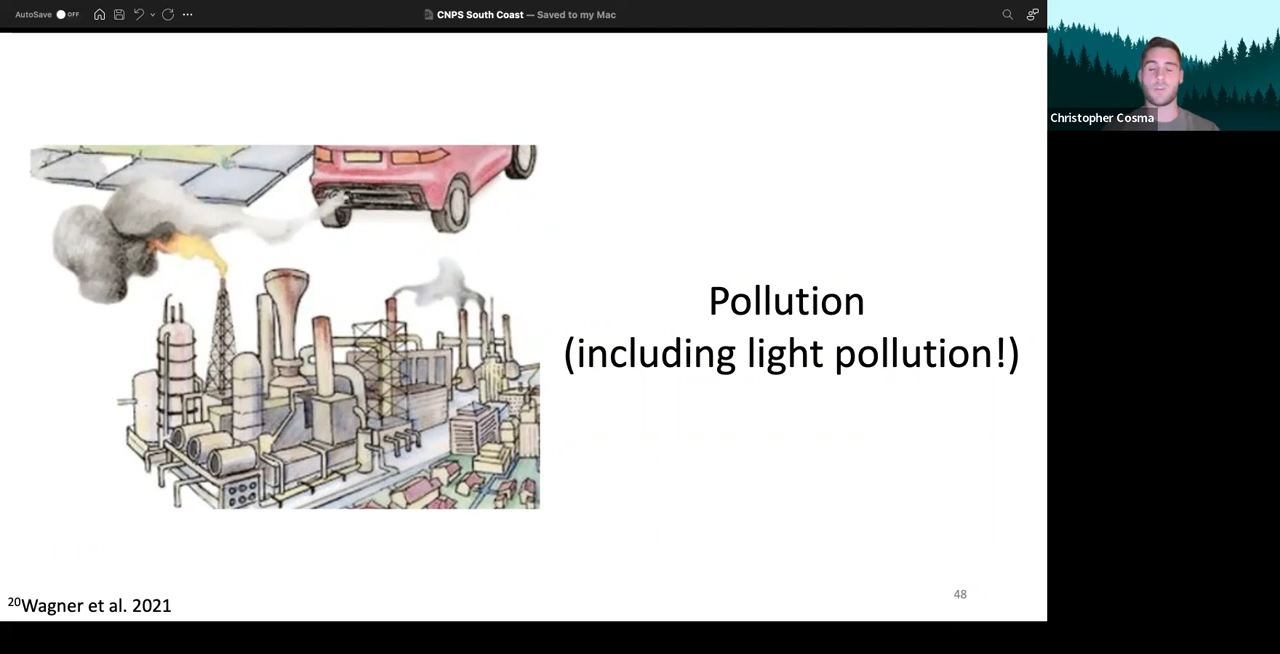 AutoSave OFF
CNPS South Coast — Saved to my Mac
Christopher Cosma
Pollution
(including light pollution!)
20Wagner et al. 2021
48